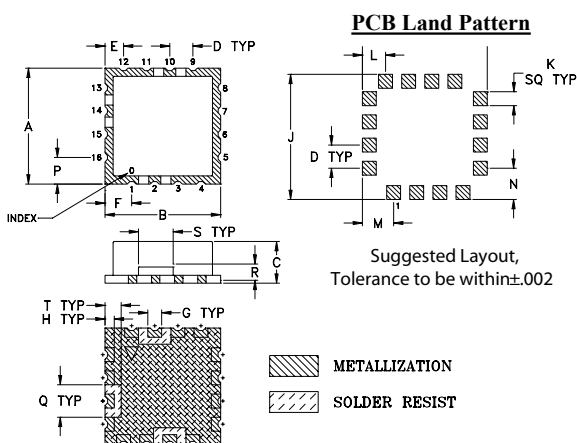 PCB Land Pattern
E
D TYP
12 11 10 9
13
14
15
16
8
7
6
5
A
P
0
1 2 3 4
F
INDEX
B
L
K
SQ TYP
J
D TYP
N
M
1
S TYP
R
C
Suggested Layout,
Tolerance to be within±.002
T TYP
H TYP
G TYP
Q TYP
METALLIZATION
SOLDER RESIST